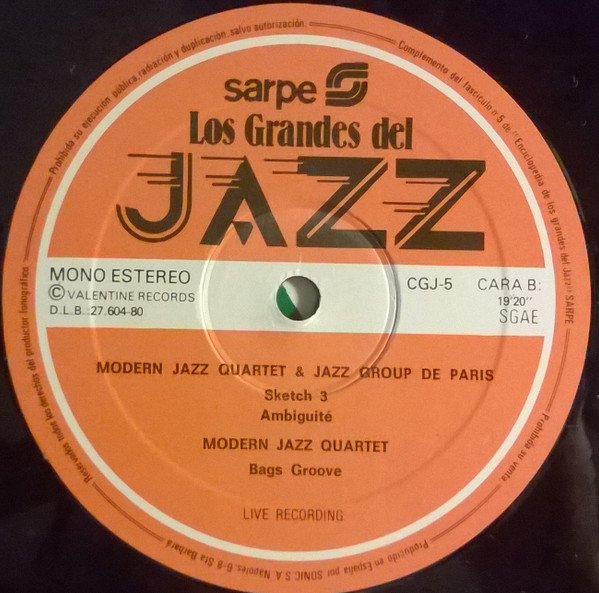 Prohibida su ejecución pública, radiación y duplicación, salvo autorización.
Complemento del fascículo nº 5 de la "Enciclopedia de los grandes del Jazz" SARPE
sarpe
Los Grandes del
JAZZ
MONO ESTEREO
© VALENTINE RECORDS
D.L.B.:27.604-80
CGJ-5
CARA B:
19'20''
SGAE
MODERN JAZZ QUARTET & JAZZ GROUP DE PARIS
Sketch 3
Ambiguité
MODERN JAZZ QUARTET
Bags Groove
LIVE RECORDING
Reservados todos los derechos del productor fonográfico
Producido en España por SONIC, S.A. Napoles 6-8 Sta Barbará
Prohibida su venta